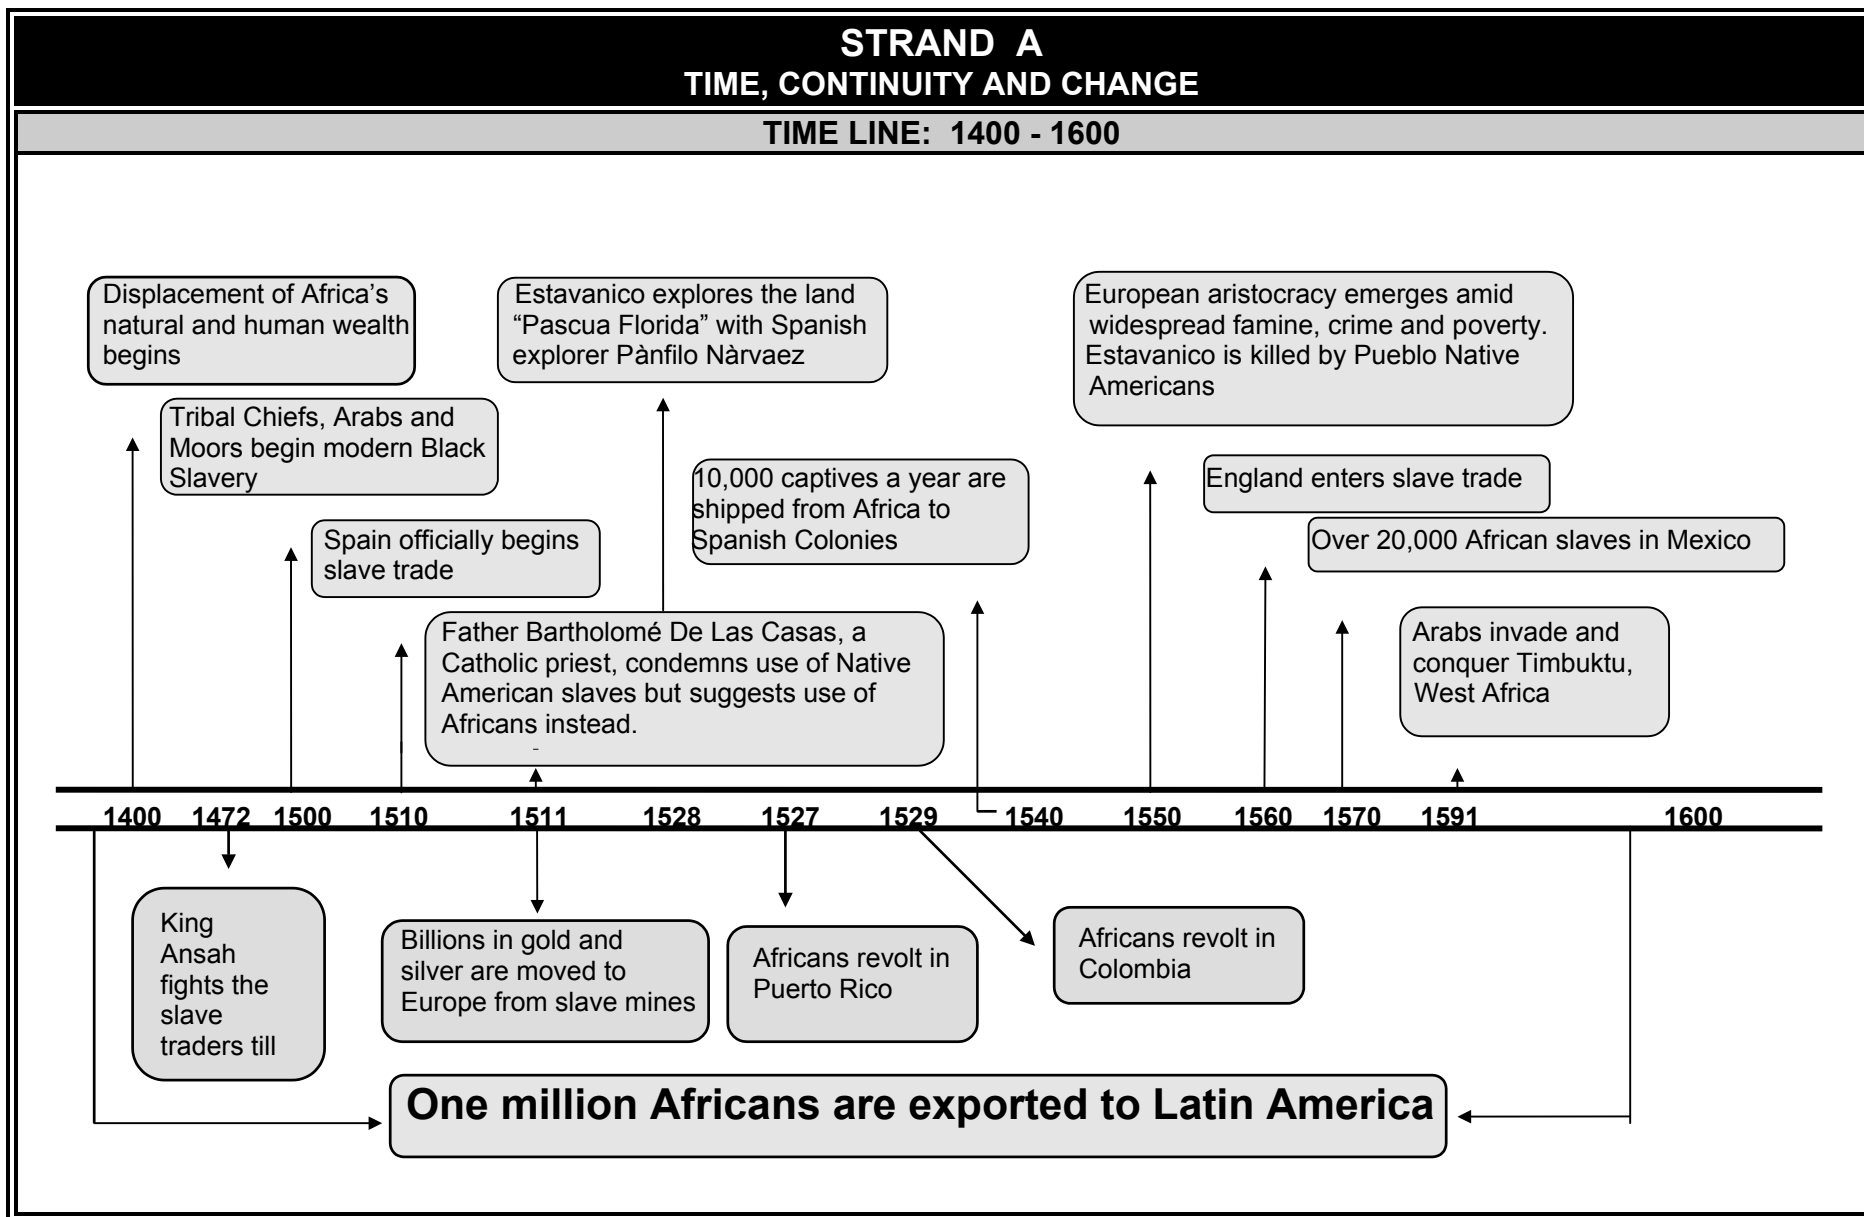 STRAND A
TIME, CONTINUITY AND CHANGE
TIME LINE: 1400 - 1600
Displacement of Africa's
natural and human wealth
begins
Tribal Chiefs, Arabs and
Moors begin modern Black
Slavery
Spain officially begins
slave trade
Estavanico explores the land
“Pascua Florida” with Spanish
explorer Pànfilo Nàrvaez
Father Bartholomé De Las Casas, a
Catholic priest, condemns use of Native
American slaves but suggests use of
Africans instead.
10,000 captives a year are
shipped from Africa to
Spanish Colonies
European aristocracy emerges amid
widespread famine, crime and poverty.
Estavanico is killed by Pueblo Native
Americans
England enters slave trade
Over 20,000 African slaves in Mexico
Arabs invade and
conquer Timbuktu,
West Africa
1400 1472 1500 1510 1511 1528 1527 1529 1540 1550 1560 1570 1591 1600
King
Ansah
fights the
slave
traders till
Billions in gold and
silver are moved to
Europe from slave mines
Africans revolt in
Puerto Rico
Africans revolt in
Colombia
One million Africans are exported to Latin America